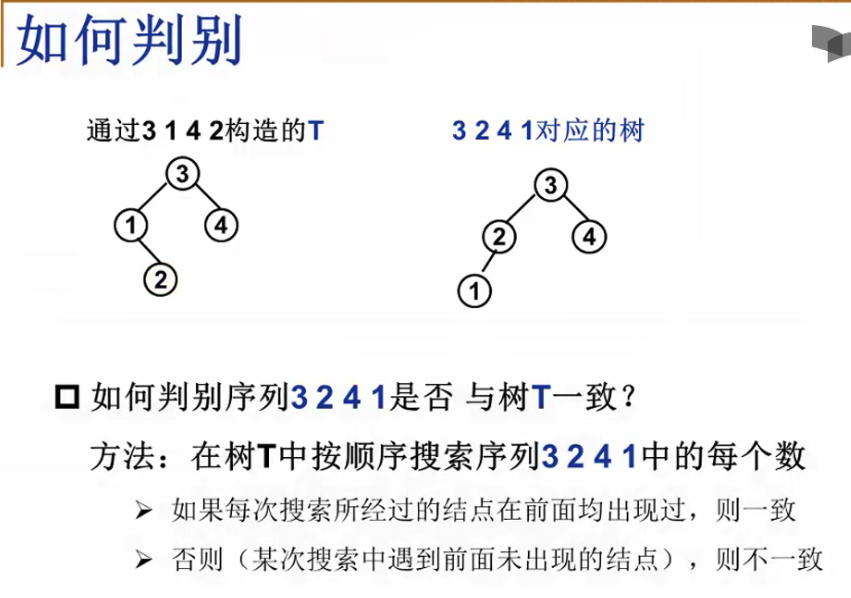 如何判别
通过3 1 4 2构造的T
3
1
4
2
3 2 4 1对应的树
3
2
4
1
如何判别序列3 2 4 1是否 与树T一致？
方法：在树T中按顺序搜索序列3 2 4 1中的每个数
如果每次搜索所经过的结点在前面均出现过，则一致
否则（某次搜索中遇到前面未出现的结点），则不一致